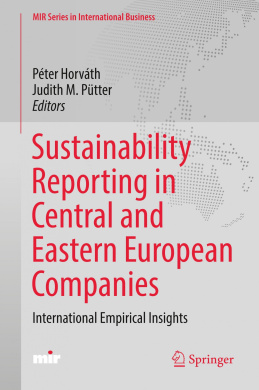 MIR Series in International Business
Péter Horváth
Judith M. Pütter
Editors
Sustainability
Reporting in
Central and
Eastern European
Companies
International Empirical Insights
mir
Springer